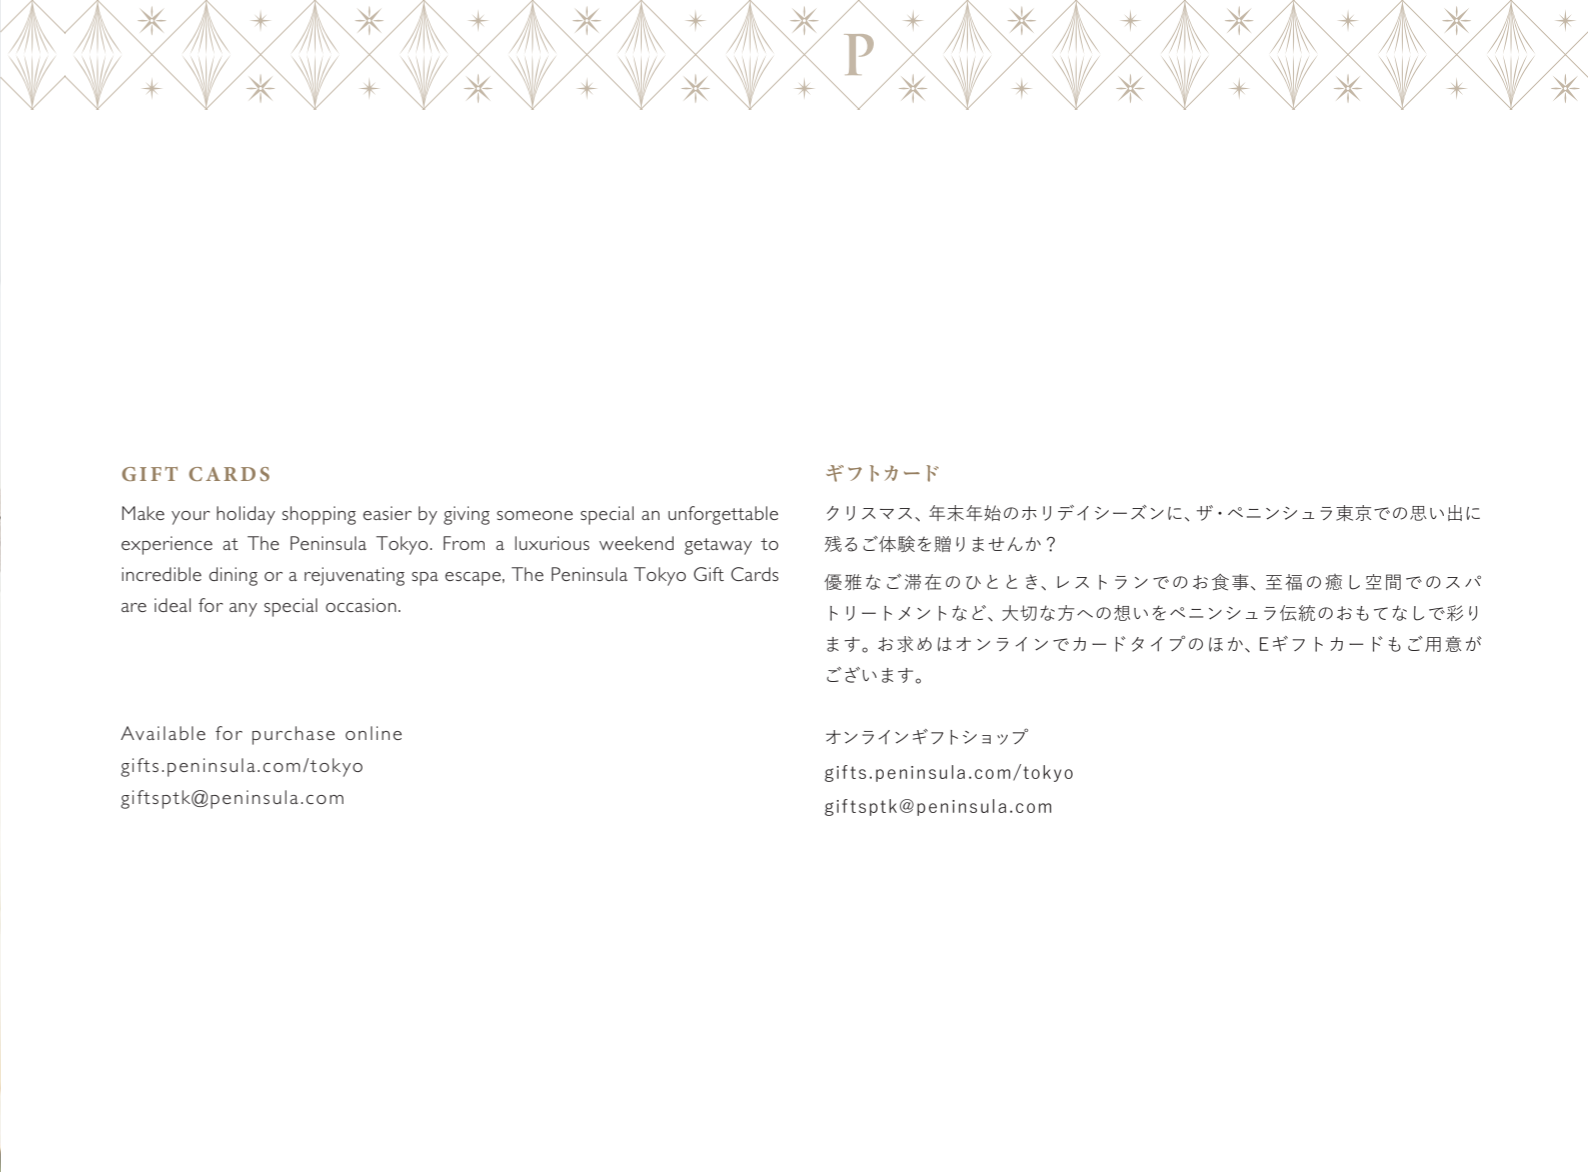 P
GIFT CARDS
Make your holiday shopping easier by giving someone special an unforgettable
experience at The Peninsula Tokyo. From a luxurious weekend getaway to
incredible dining or a rejuvenating spa escape, The Peninsula Tokyo Gift Cards
are ideal for any special occasion.
Available for purchase online
gifts.peninsula.com/tokyo
giftsptk@peninsula.com
ギフトカード
クリスマス、年末年始のホリデイシーズンに、ザ・ペニンシュラ東京での思い出に
残るご体験を贈りませんか？
優雅なご滞在のひととき、レストランでのお食事、至福の癒し空間でのスパ
トリートメントなど、大切な方への想いをペニンシュラ伝統のおもてなしで彩り
ます。お求めはオンラインでカードタイプのほか、Eギフトカードもご用意が
ございます。
オンラインギフトショップ
gifts.peninsula.com/tokyo
giftsptk@peninsula.com